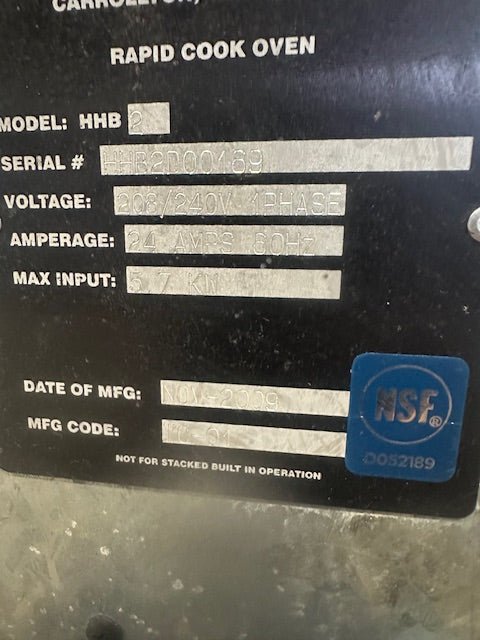 CARROLLTON,
RAPID COOK OVEN
MODEL: HHB 2
SERIAL # HHB2D00169
VOLTAGE: 208/240V 1PHASE
AMPERAGE: 24 AMPS 60Hz
MAX INPUT: 5.7 KW
DATE OF MFG: NOV-2009
MFG CODE:
NSF®
D052189
NOT FOR STACKED BUILT IN OPERATION